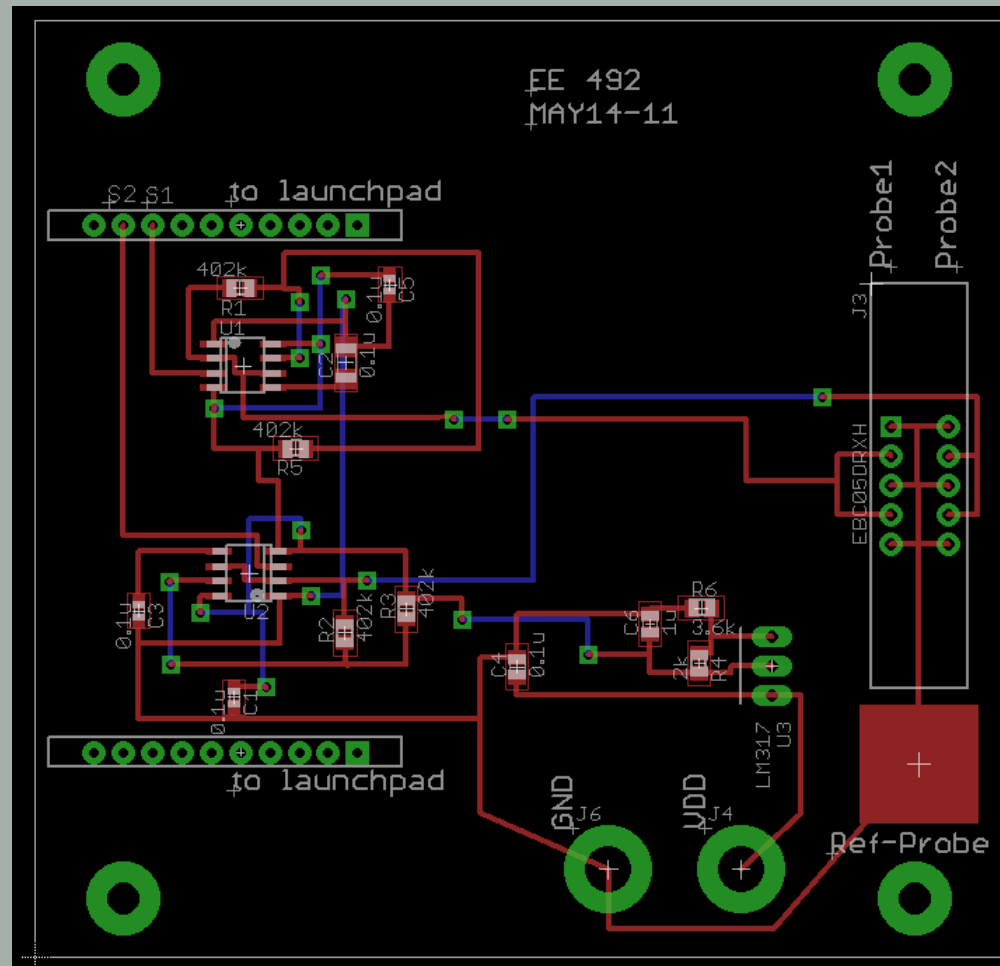 EE 492
MAY14-11
S2 S1
to launchpad
Probe1
Probe2
402k
R1
U1
0.1u
C5
C2
0.1u
J3
402k
R5
EBC05DRXH
0.1u
C3
U2
R2
402k
R3
402k
R6
3.6k
C6
1u
C4
0.1u
2k
R4
0.1u
C1
LM317
U3
to launchpad
GND
J6
VDD
J4
Ref-Probe